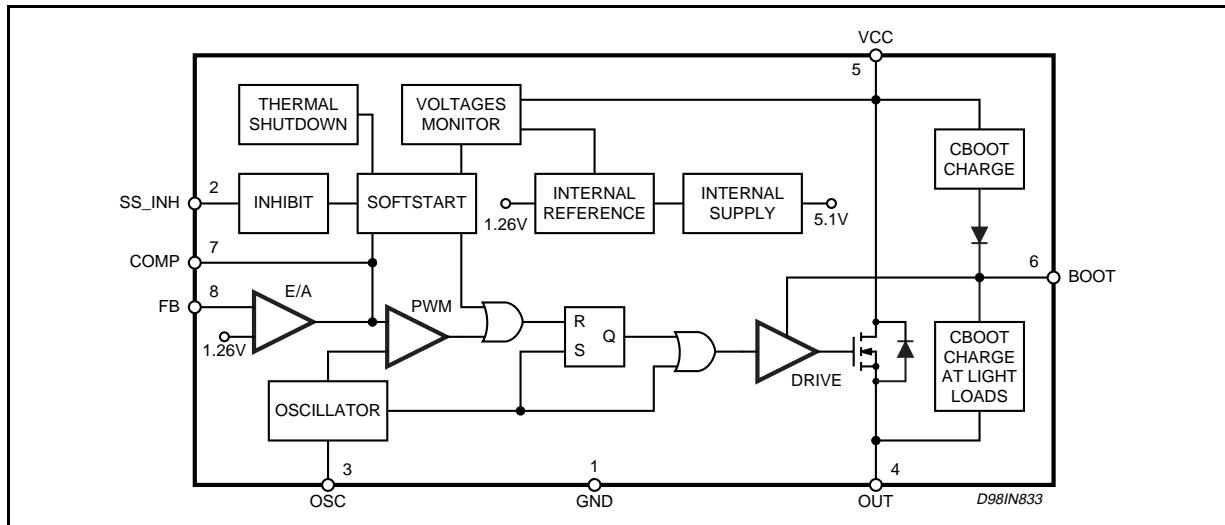 VCC
5
THERMAL
SHUTDOWN
VOLTAGES
MONITOR
CBOOT
CHARGE
2
SS_INH
INHIBIT
SOFTSTART
1.26V
INTERNAL
REFERENCE
INTERNAL
SUPPLY
5.1V
7
COMP
6
BOOT
8
FB
E/A
1.26V
PWM
R
S
Q
DRIVE
CBOOT
CHARGE
AT LIGHT
LOADS
OSCILLATOR
3
OSC
1
GND
4
OUT
D98IN833